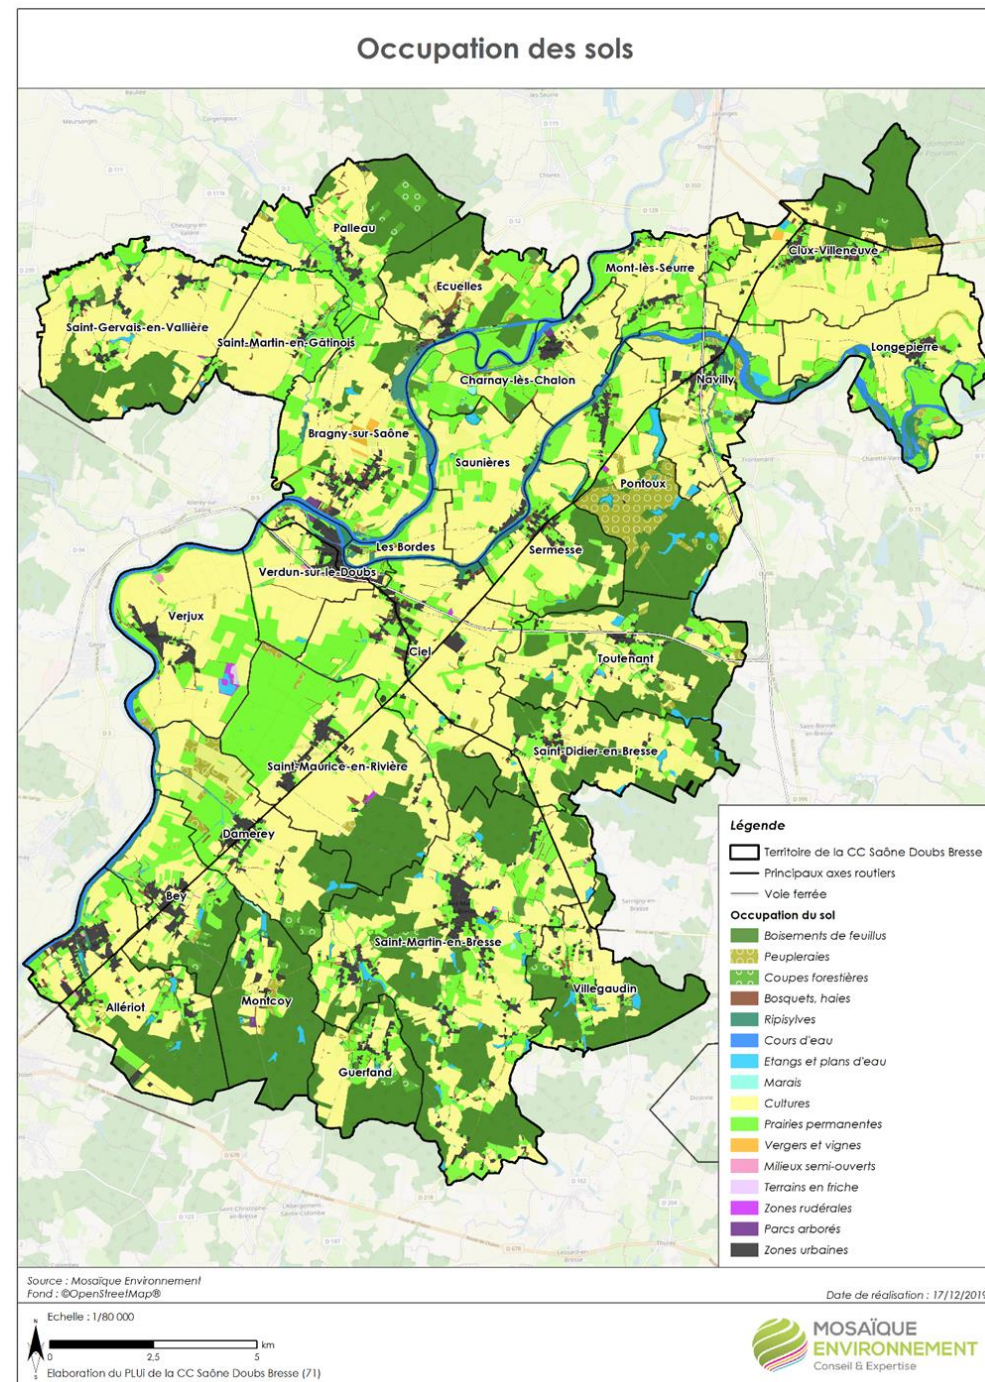 Occupation des sols
Palleau
Clux-Villeneuve
Mont-lès-Seurre
Ecuelles
Saint-Gervais-en-Vallière
Saint-Martin-en-Gâtinois
Longepierre
Charnay-lès-Chalon
Navilly
Bragny-sur-Saône
Saunières
Pontoux
Les Bordes
Sermesse
Verdun-sur-le-Doubs
Verjux
Ciel
Toutenant
Saint-Didier-en-Bresse
Saint-Maurice-en-Rivière
Damerey
Bey
Saint-Martin-en-Bresse
Villegaudin
Allériot
Montcoy
Guerfand
Légende
Territoire de la CC Saône Doubs Bresse
Principaux axes routiers
Voie ferrée
Occupation du sol
Boisements de feuillus
Peupleraies
Coupes forestières
Bosquets, haies
Ripisylves
Cours d'eau
Etangs et plans d'eau
Marais
Cultures
Prairies permanentes
Vergers et vignes
Milieux semi-ouverts
Terrains en friche
Zones rudérales
Parcs arborés
Zones urbaines
Source : Mosaïque Environnement
Fond : ©OpenStreetMap®
Date de réalisation : 17/12/2019
Echelle : 1/80 000
N
0 2,5 5 km
S
Elaboration du PLUi de la CC Saône Doubs Bresse (71)
MOSAÏQUE
ENVIRONNEMENT
Conseil & Expertise